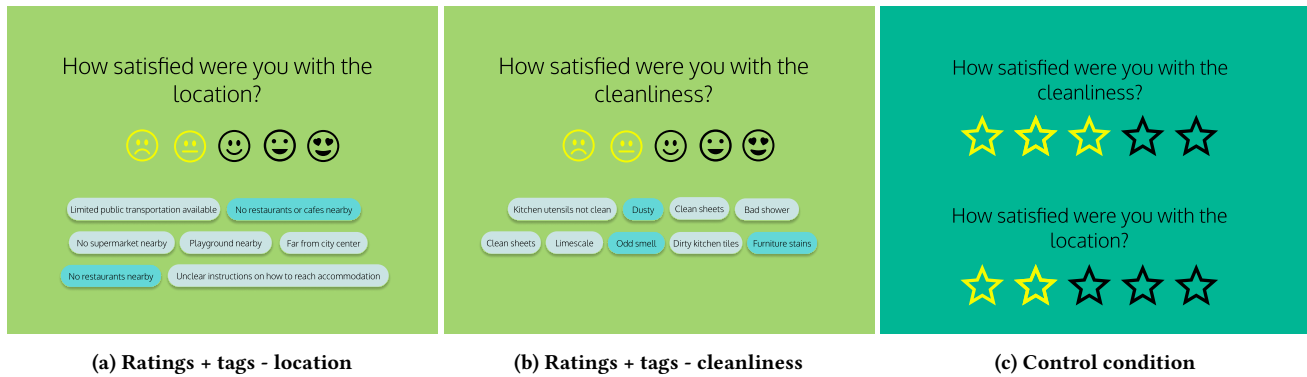 How satisfied were you with the
location?
Limited public transportation available
No restaurants or cafes nearby
No supermarket nearby
Playground nearby
Far from city center
No restaurants nearby
Unclear instructions on how to reach accommodation
(a) Ratings + tags - location
How satisfied were you with the
cleanliness?
Kitchen utensils not clean
Dusty
Clean sheets
Bad shower
Clean sheets
Limescale
Odd smell
Dirty kitchen tiles
Furniture stains
(b) Ratings + tags - cleanliness
How satisfied were you with the
cleanliness?
How satisfied were you with the
location?
(c) Control condition